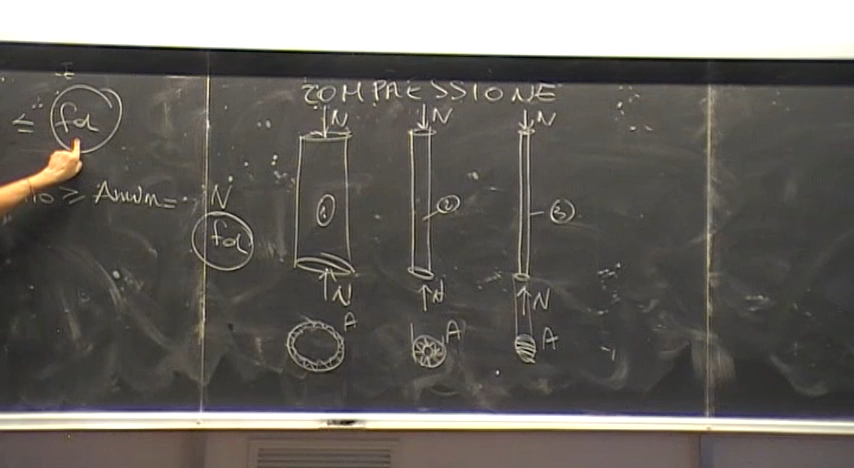 COMPRESSIONE
N N N
≤ fd
≥ Amin = N
fd
1 2 3
N N N
A A A